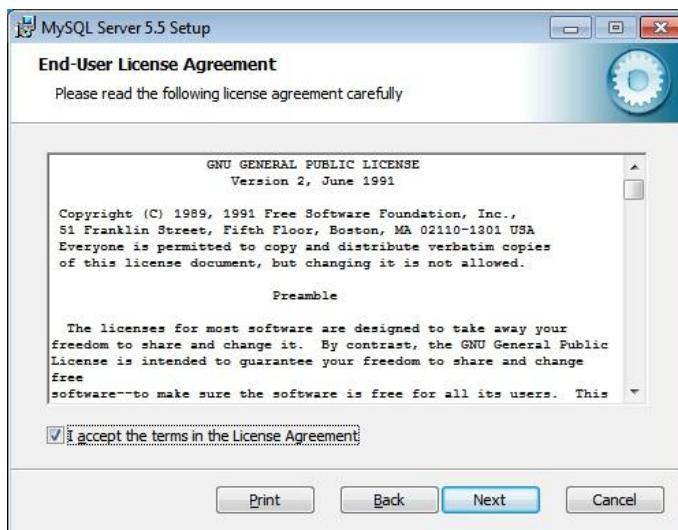 MySQL Server 5.5 Setup
End-User License Agreement
Please read the following license agreement carefully
GNU GENERAL PUBLIC LICENSE
Version 2, June 1991
Copyright (C) 1989, 1991 Free Software Foundation, Inc.,
51 Franklin Street, Fifth Floor, Boston, MA 02110-1301 USA
Everyone is permitted to copy and distribute verbatim copies
of this license document, but changing it is not allowed.
Preamble
The licenses for most software are designed to take away your
freedom to share and change it.  By contrast, the GNU General Public
License is intended to guarantee your freedom to share and change
free
software--to make sure the software is free for all its users.  This
I accept the terms in the License Agreement
Print Back Next Cancel